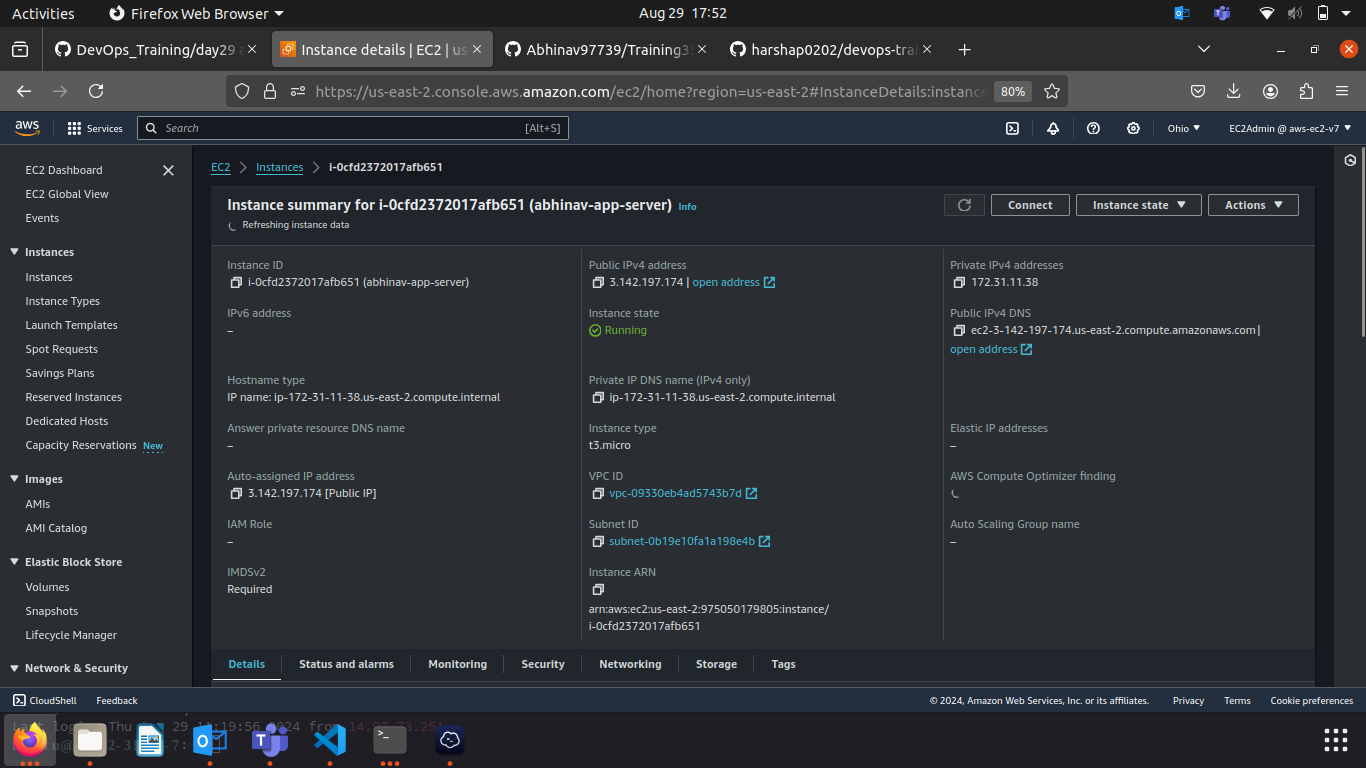 Activities
Firefox Web Browser
Aug 29 17:52
DevOps_Training/day29 a
Instance details | EC2 | us
Abhinav97739/Training35
harshap0202/devops-trai
https://us-east-2.console.aws.amazon.com/ec2/home?region=us-east-2#InstanceDetails:instance
80%
aws
Services
Search
[Alt+S]
Ohio
EC2Admin @ aws-ec2-v7
EC2 Dashboard
EC2 Global View
Events
Instances
Instances
Instance Types
Launch Templates
Spot Requests
Savings Plans
Reserved Instances
Dedicated Hosts
Capacity Reservations New
Images
AMIs
AMI Catalog
Elastic Block Store
Volumes
Snapshots
Lifecycle Manager
Network & Security
EC2
Instances
i-0cfd2372017afb651
Instance summary for i-0cfd2372017afb651 (abhinav-app-server) Info
Refreshing instance data
Connect
Instance state
Actions
Instance ID
i-0cfd2372017afb651 (abhinav-app-server)
Public IPv4 address
3.142.197.174 | open address
Private IPv4 addresses
172.31.11.38
IPv6 address
–
Instance state
Running
Public IPv4 DNS
ec2-3-142-197-174.us-east-2.compute.amazonaws.com |
open address
Hostname type
IP name: ip-172-31-11-38.us-east-2.compute.internal
Private IP DNS name (IPv4 only)
ip-172-31-11-38.us-east-2.compute.internal
Answer private resource DNS name
–
Instance type
t3.micro
Elastic IP addresses
–
Auto-assigned IP address
3.142.197.174 [Public IP]
VPC ID
vpc-09330eb4ad5743b7d
AWS Compute Optimizer finding
IAM Role
–
Subnet ID
subnet-0b19e10fa1a198e4b
Auto Scaling Group name
–
IMDSv2
Required
Instance ARN
arn:aws:ec2:us-east-2:975050179805:instance/
i-0cfd2372017afb651
Details
Status and alarms
Monitoring
Security
Networking
Storage
Tags
CloudShell
Feedback
© 2024, Amazon Web Services, Inc. or its affiliates.
Privacy
Terms
Cookie preferences